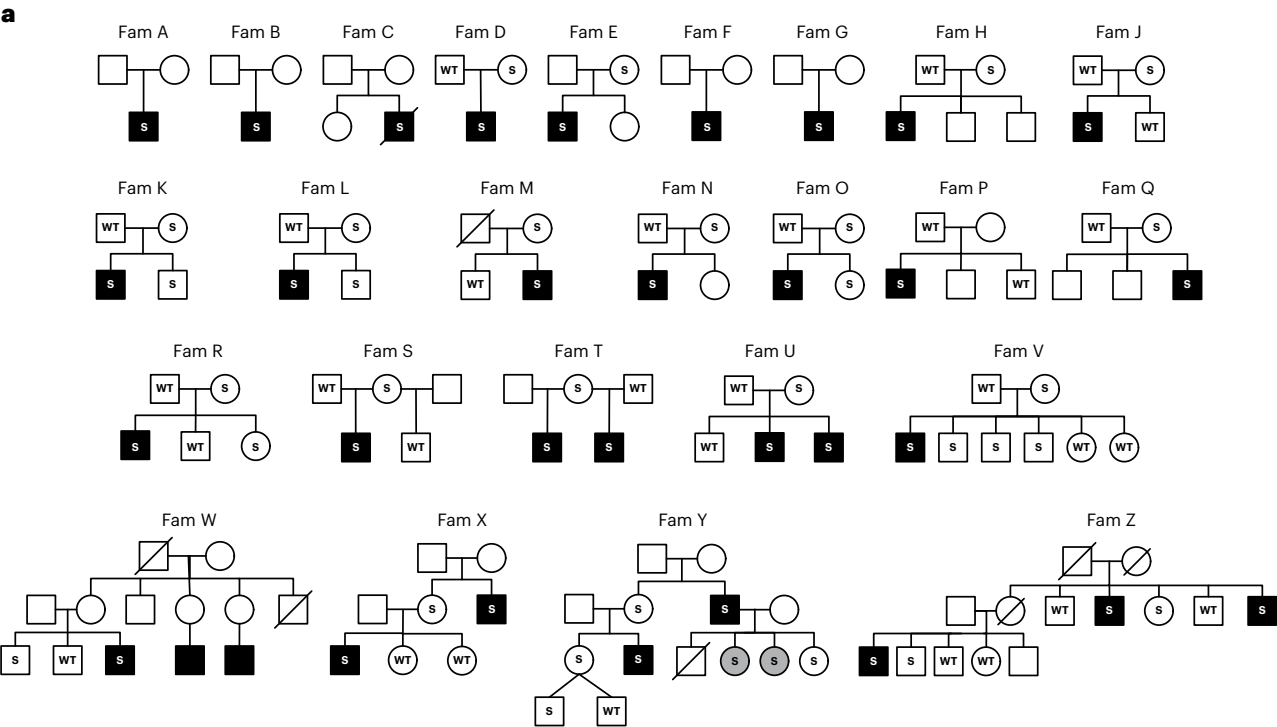 a
Fam A Fam B Fam C Fam D Fam E Fam F Fam G Fam H Fam J
WT S S WT S WT S
S S S S S S S S S WT
Fam K Fam L Fam M Fam N Fam O Fam P Fam Q
WT S WT S S WT S WT S WT WT S
S S S S WT S S S S S WT S
Fam R Fam S Fam T Fam U Fam V
WT S WT S S WT WT S WT S
S WT S S WT S S WT S S S S S S WT WT
Fam W Fam X Fam Y Fam Z
S S S S WT S S WT S
S WT S S WT WT S S S S S S S WT WT
S WT